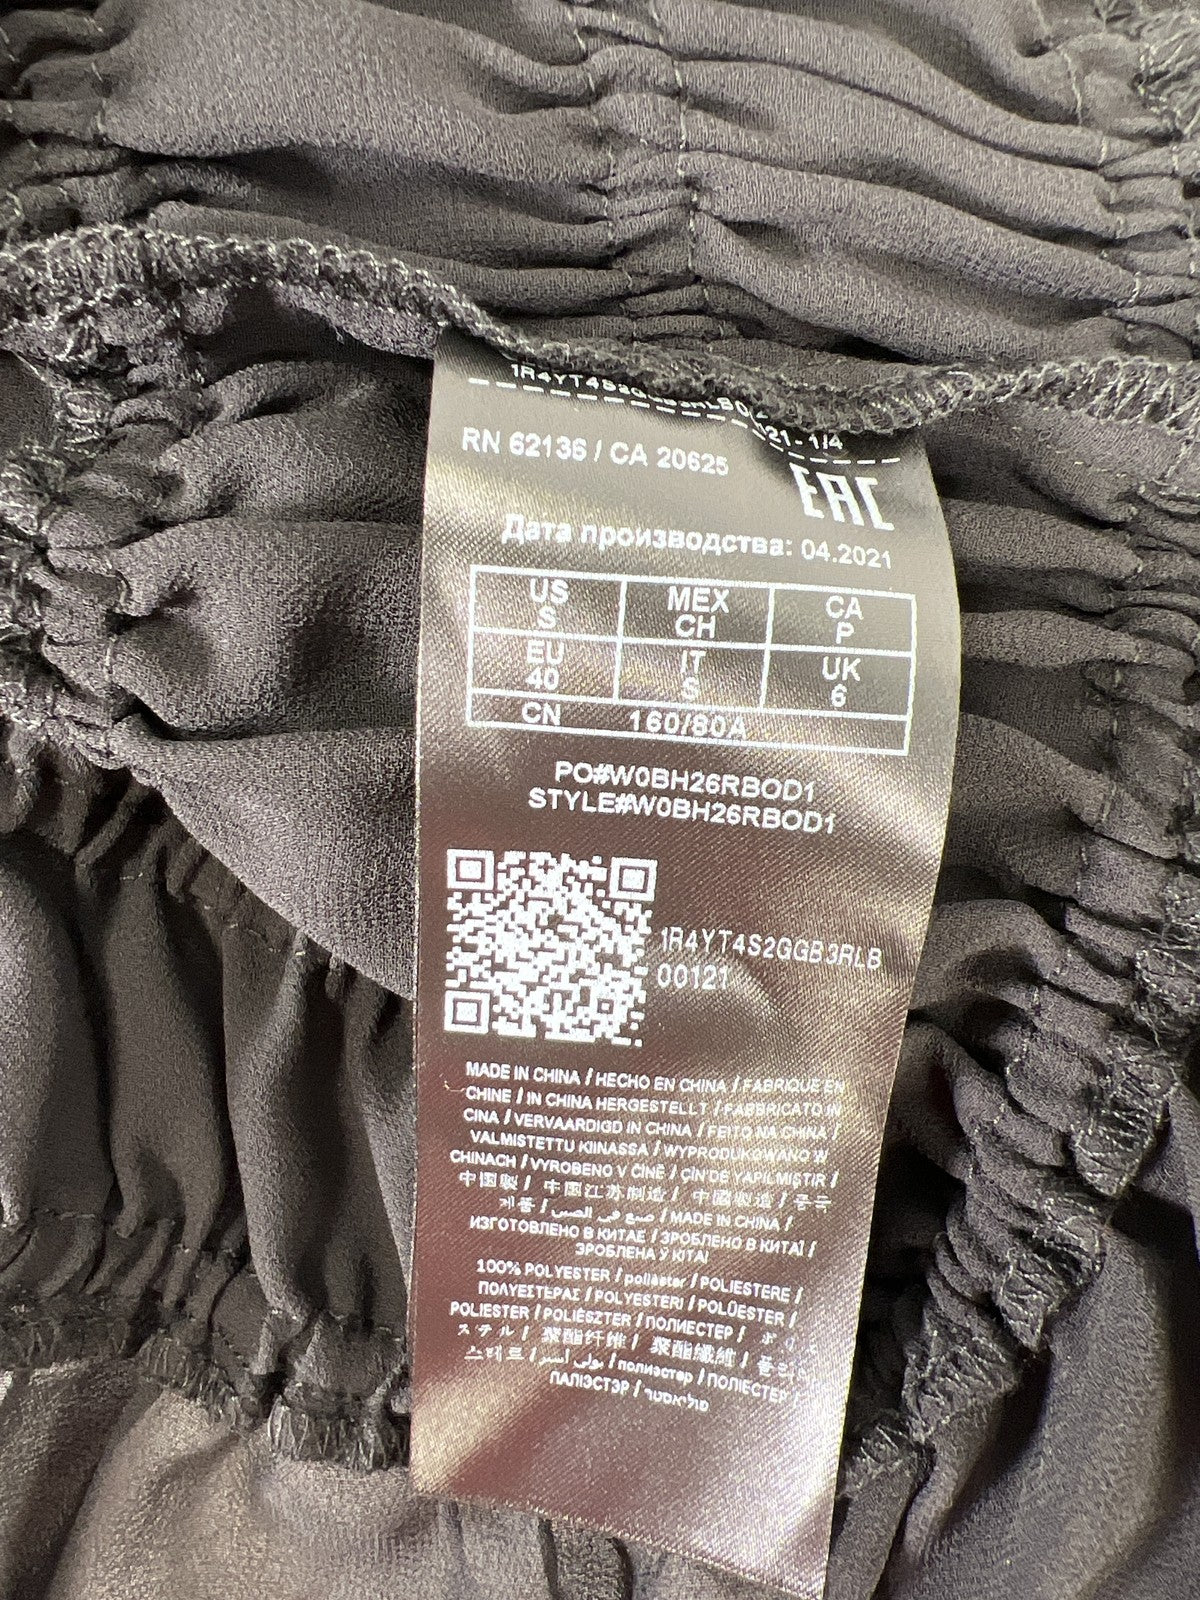 1R4YT4S2GGB3RLB0
121 - 1/4
RN 62136 / CA 20625
EAC
Дата производства: 04.2021
US MEX CA
S CH P
EU IT UK
40 S 6
CN 160/80A
PO#W0BH26RBOD1
STYLE#W0BH26RBOD1
1R4YT4S2GGB3RLB
00121
MADE IN CHINA / HECHO EN CHINA / FABRIQUE EN
CHINE / IN CHINA HERGESTELLT / FABBRICATO IN
CINA / VERVAARDIGD IN CHINA / FEITO NA CHINA /
VALMISTETTU KIINASSA / WYPRODUKOWANO W
CHINACH / VYROBENO V ČÍNĚ / ÇİN'DE YAPILMIŞTIR /
中国製 / 中国江苏制造 / 中國製造 / 중국
제품 / صنع في الصين / MADE IN CHINA /
ИЗГОТОВЛЕНО В КИТАЕ / ЗРОБЛЕНО В КИТАЇ /
ЗРОБЛЕНА Ў КІТАІ
100% POLYESTER / poliéster / POLIESTERE /
ΠΟΛΥΕΣΤΕΡΑΣ / POLYESTERI / POLÜESTER /
POLIESTER / POLIÉSZTER / ПОЛИЕСТЕР / ポリエ
ステル / 聚酯纤维 / 聚酯纖維 / 폴리에
스테르 / بولي أستر / полиэстер / ПОЛІЕСТЕР /
ПАЛІЭСТЭР / פוליאסטר